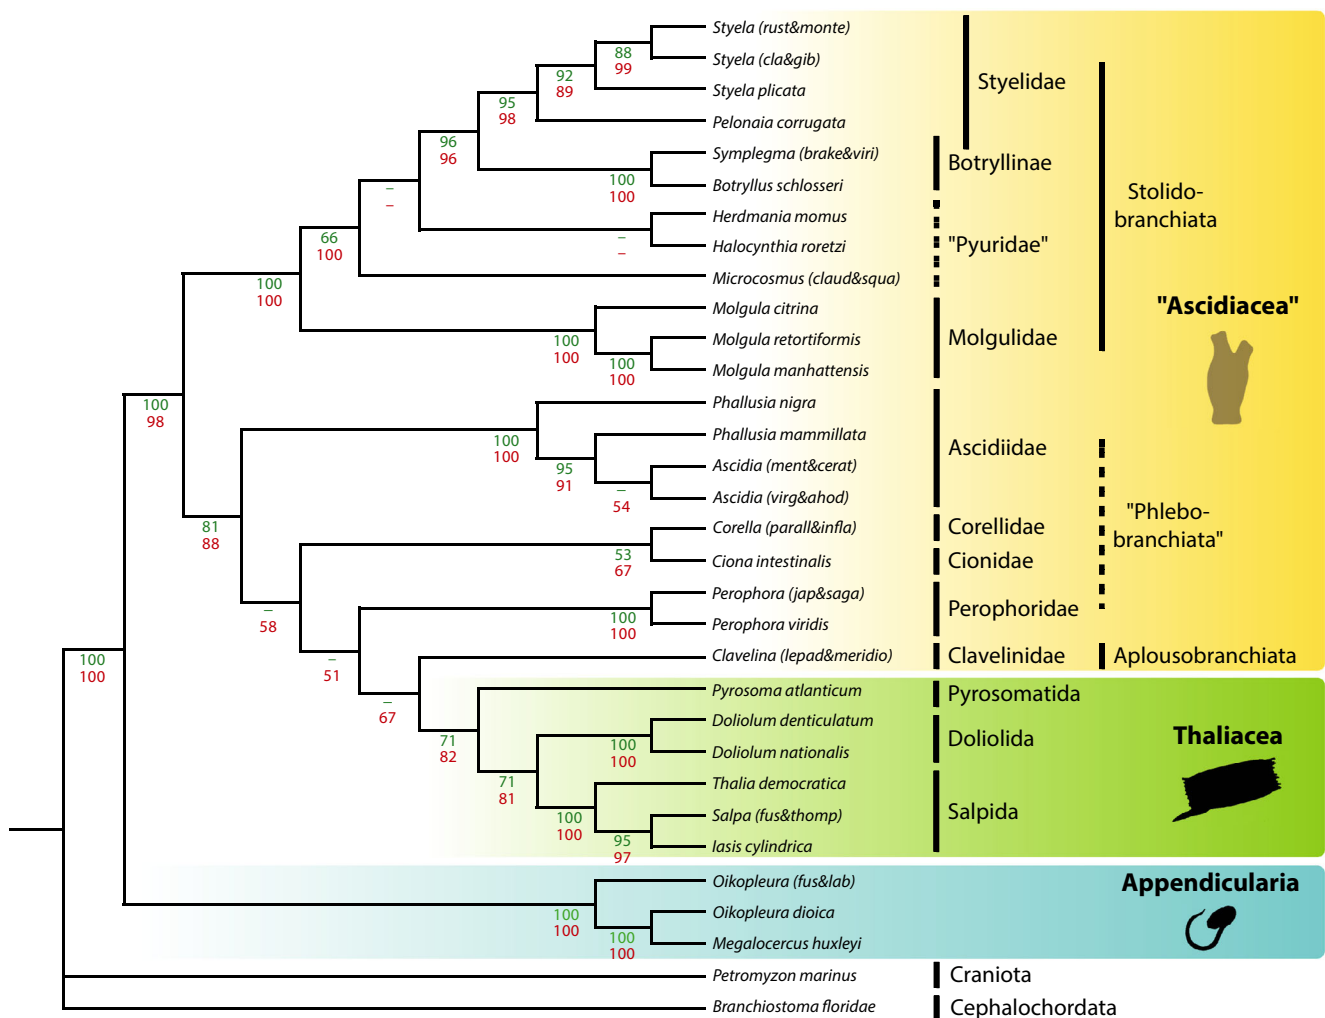 Styela (rust&monte)
88
Styela (cla&gib)
99
92
Styela plicata
89
Styelidae
95
98
Pelonaia corrugata
96
96
Symplegma (brake&viri)
Botryllinae
100
Botryllus schlosseri
100
–
–
Stolido-
branchiata
Herdmania momus
66
100
–
Halocynthia roretzi
–
"Pyuridae"
Microcosmus (claud&squa)
100
100
"Ascidiacea"
Molgula citrina
100
Molgula retortiformis
100
Molgulidae
100
Molgula manhattensis
100
100
98
Phallusia nigra
100
Phallusia mammillata
100
Ascidiidae
95
Ascidia (ment&cerat)
91
–
Ascidia (virg&ahod)
54
"Phlebo-
branchiata"
81
88
Corella (parall&infla)
Corellidae
53
Ciona intestinalis
67
Cionidae
Perophora (jap&saga)
–
58
100
Perophora viridis
100
Perophoridae
–
51
Clavelina (lepad&meridio)
Clavelinidae
Aplousobranchiata
100
100
Pyrosoma atlanticum
Pyrosomatida
–
67
Doliolum denticulatum
71
82
100
Doliolum nationalis
100
Doliolida
Thaliacea
71
81
Thalia democratica
100
Salpa (fus&thomp)
100
Salpida
95
Iasis cylindrica
97
Oikopleura (fus&lab)
Appendicularia
100
Oikopleura dioica
100
100
Megalocercus huxleyi
100
Petromyzon marinus
Craniota
Branchiostoma floridae
Cephalochordata